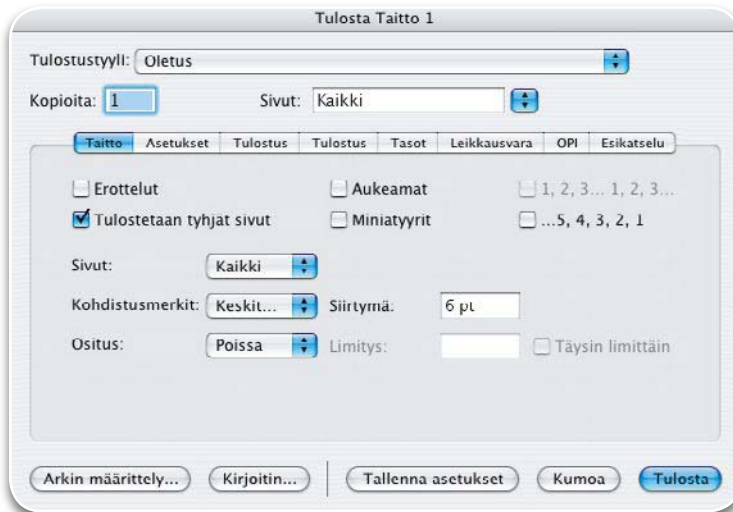 Tulosta Taitto 1
Tulostustyyli: Oletus
Kopioita: 1 Sivut: Kaikki
Taitto Asetukset Tulostus Tulostus Tasot Leikkausvara OPI Esikatselu
Erottelut Aukeamat 1, 2, 3... 1, 2, 3...
Tulostetaan tyhjät sivut Miniatyyrit ...5, 4, 3, 2, 1
Sivut: Kaikki
Kohdistusmerkit: Keskit... Siirtymä: 6 pt
Ositus: Poissa Limitys: Täysin limittäin
Arkin määrittely... Kirjoitin... Tallenna asetukset Kumoa Tulosta